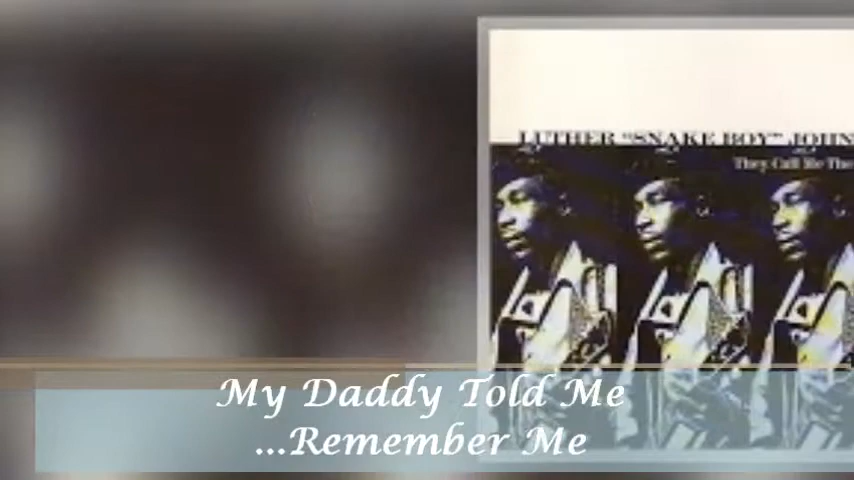 LUTHER "SNAKE BOY" JOHN
They Call Me The
My Daddy Told Me
...Remember Me